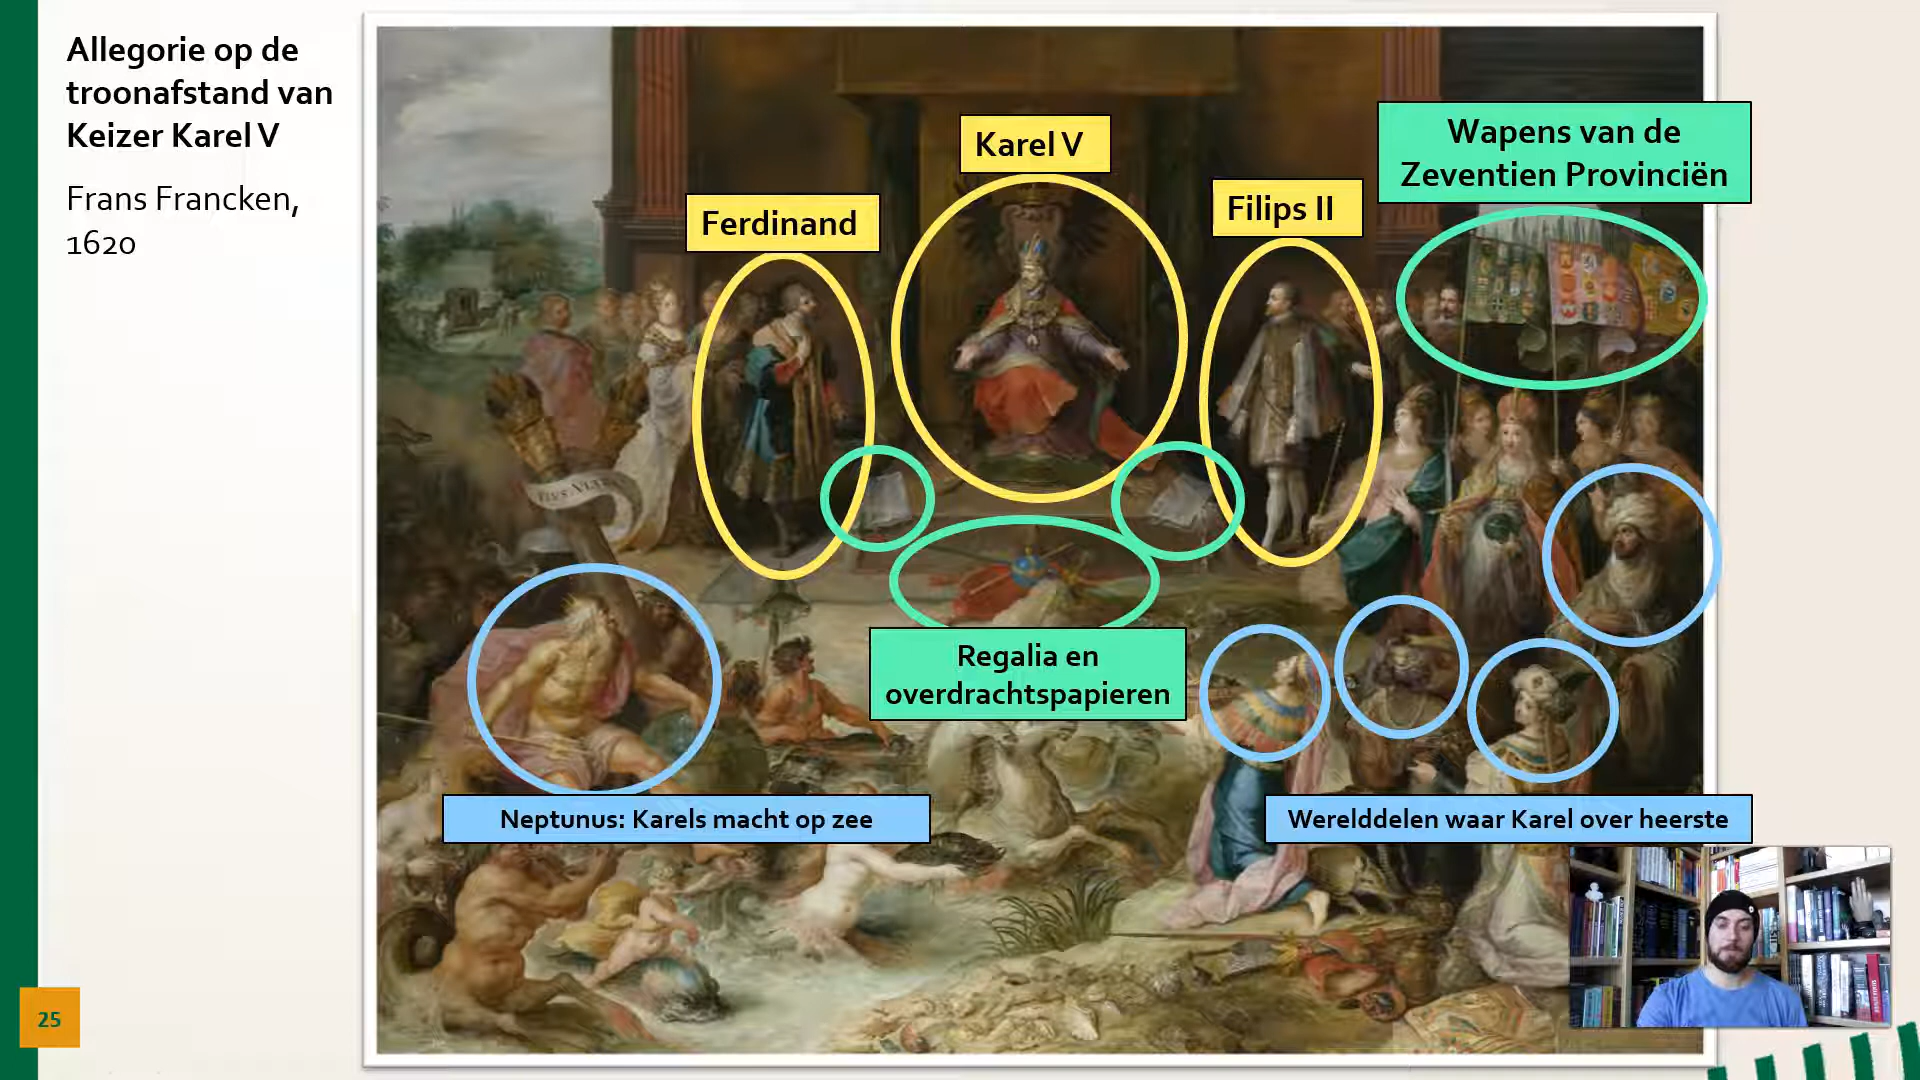 Allegorie op de
troonafstand van
Keizer Karel V
Frans Francken,
1620
Karel V
Wapens van de
Zeventien Provinciën
Ferdinand
Filips II
Regalia en
overdrachtspapieren
Neptunus: Karels macht op zee
Werelddelen waar Karel over heerste
25